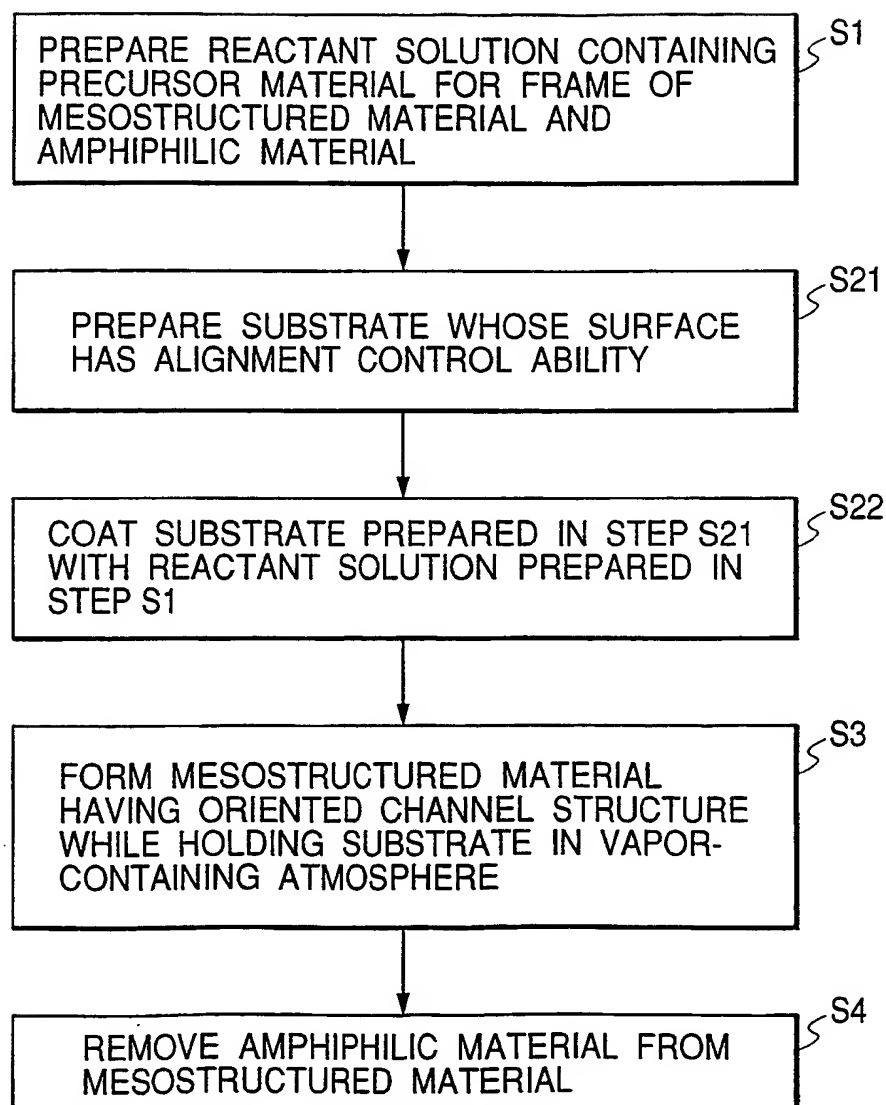 S1
PREPARE REACTANT SOLUTION CONTAINING
PRECURSOR MATERIAL FOR FRAME OF
MESOSTRUCTURED MATERIAL AND
AMPHIPHILIC MATERIAL
S21
PREPARE SUBSTRATE WHOSE SURFACE
HAS ALIGNMENT CONTROL ABILITY
S22
COAT SUBSTRATE PREPARED IN STEP S21
WITH REACTANT SOLUTION PREPARED IN
STEP S1
S3
FORM MESOSTRUCTURED MATERIAL
HAVING ORIENTED CHANNEL STRUCTURE
WHILE HOLDING SUBSTRATE IN VAPOR-
CONTAINING ATMOSPHERE
S4
REMOVE AMPHIPHILIC MATERIAL FROM
MESOSTRUCTURED MATERIAL